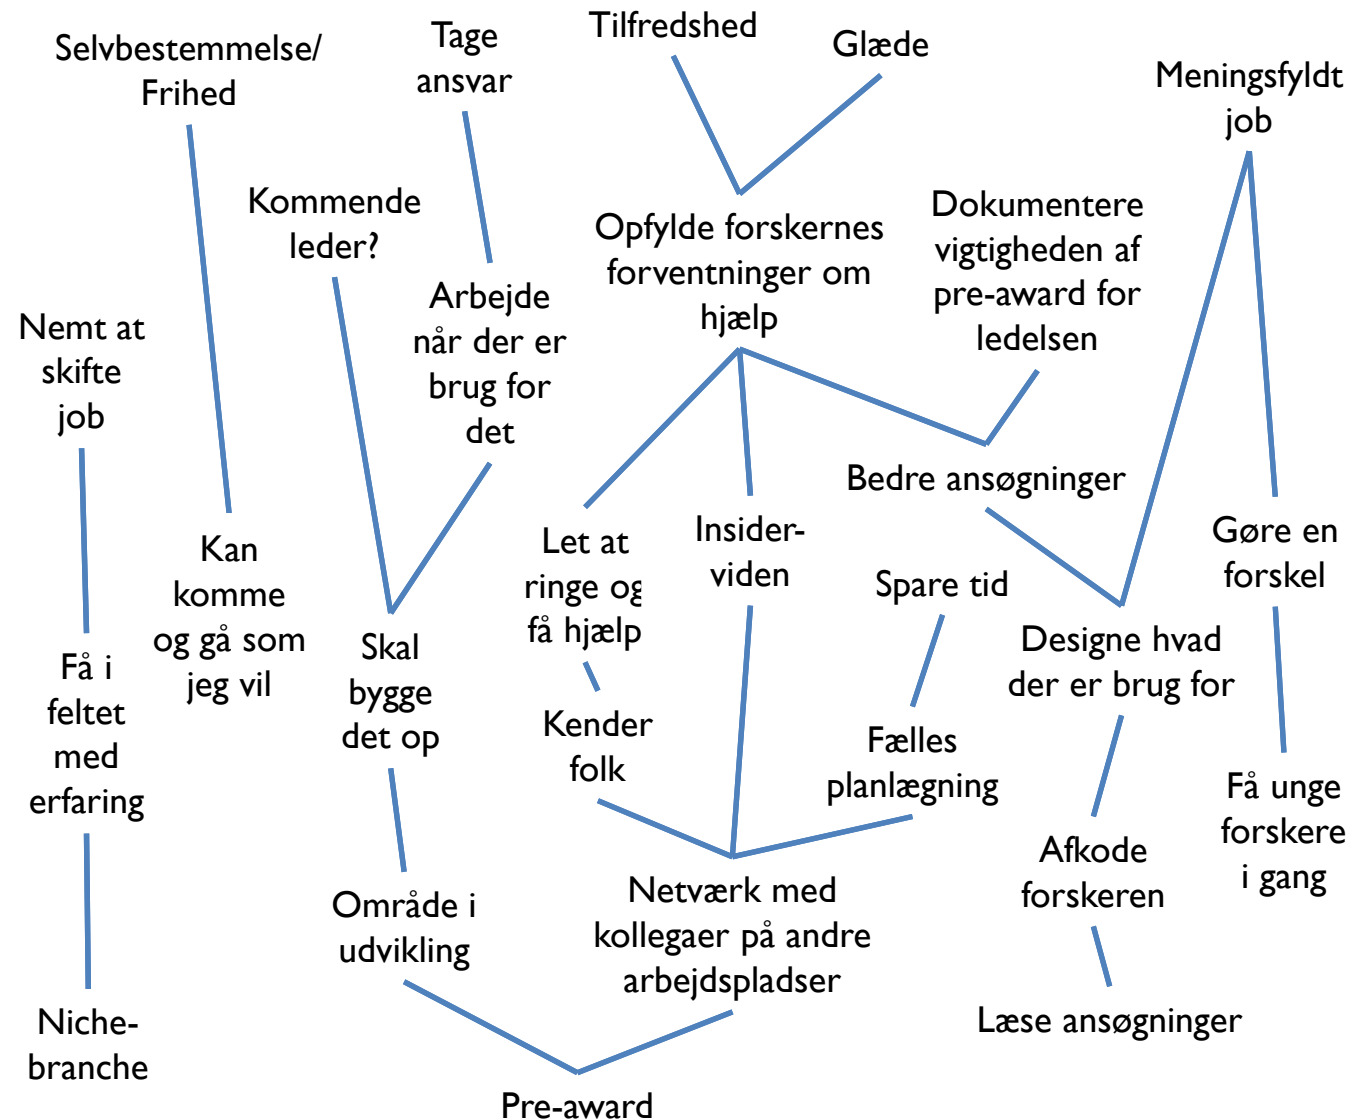 Selvbestemmelse/
Frihed
Tage
ansvar
Tilfredshed
Glæde
Meningsfyldt
job
Kommende
leder?
Opfylde forskernes
forventninger om
hjælp
Dokumentere
vigtigheden af
pre-award for
ledelsen
Arbejde
når der er
brug for
det
Nemt at
skifte
job
Bedre ansøgninger
Kan
komme
og gå som
jeg vil
Let at
ringe og
få hjælp
Insider-
viden
Spare tid
Gøre en
forskel
Skal
bygge
det op
Designe hvad
der er brug for
Få i
feltet
med
erfaring
Kender
folk
Fælles
planlægning
Få unge
forskere
i gang
Afkode
forskeren
Område i
udvikling
Netværk med
kollegaer på andre
arbejdspladser
Læse ansøgninger
Niche-
branche
Pre-award